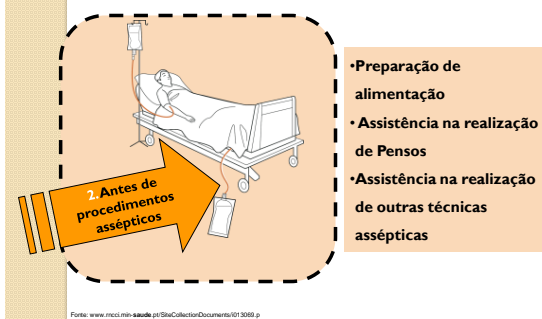 2. Antes de
procedimentos
assépticos
•Preparação de
alimentação
• Assistência na realização
de Pensos
•Assistência na realização
de outras técnicas
assépticas
Fonte: www.rncci.min-saude.pt/SiteCollectionDocuments/i013069.p